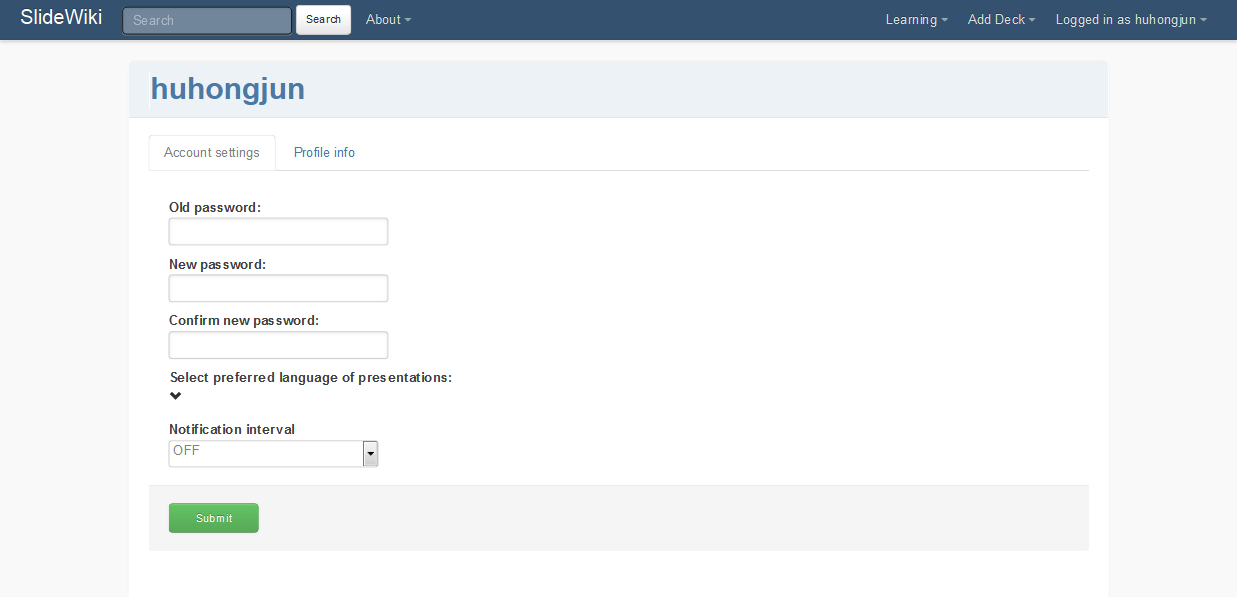 SlideWiki Search Search About Learning Add Deck Logged in as huhongjun
huhongjun
Account settings Profile info
Old password:
New password:
Confirm new password:
Select preferred language of presentations:
Notification interval
OFF
Submit